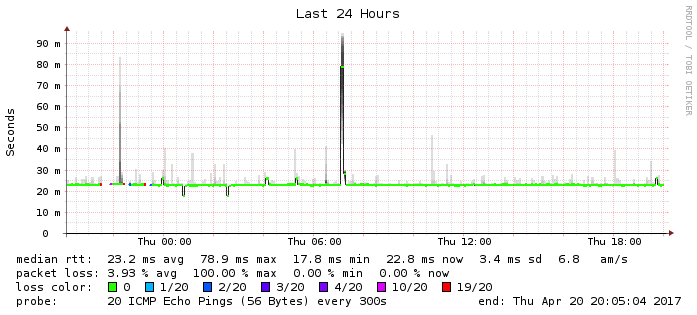 Last 24 Hours
RRDTOOL / TOBI OETIKER
Seconds
90 m
80 m
70 m
60 m
50 m
40 m
30 m
20 m
10 m
0
Thu 00:00 Thu 06:00 Thu 12:00 Thu 18:00
median rtt: 23.2 ms avg 78.9 ms max 17.8 ms min 22.8 ms now 3.4 ms sd 6.8 am/s
packet loss: 3.93 % avg 100.00 % max 0.00 % min 0.00 % now
loss color: 0 1/20 2/20 3/20 4/20 10/20 19/20
probe: 20 ICMP Echo Pings (56 Bytes) every 300s end: Thu Apr 20 20:05:04 2017